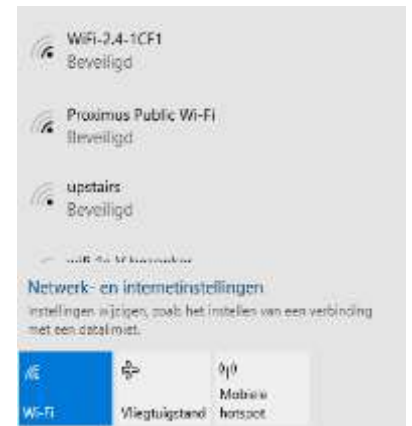 WiFi-2.4-1CF1
Beveiligd
Proximus Public Wi-Fi
Beveiligd
upstairs
Beveiligd
Netwerk- en internetinstellingen
Instellingen wijzigen, zoals het instellen van een verbinding
met een datalimiet.
Wi-Fi
Vliegtuigstand
Mobiele
hotspot